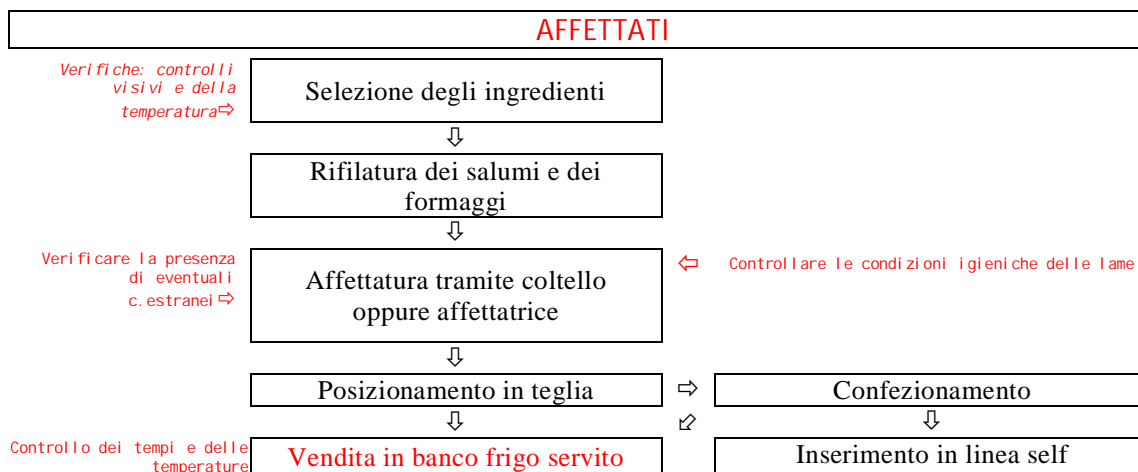 AFFETTATI
Verifiche: controlli
visivi e della
temperatura⇨
Selezione degli ingredienti
⇩
Rifilatura dei salumi e dei
formaggi
⇩
Verificare la presenza
di eventuali
c.estranei ⇨
Affettatura tramite coltello
oppure affettatrice
⇦ Controllare le condizioni igieniche delle lame
⇩
Posizionamento in teglia
⇨
Confezionamento
⇩ ⬃ ⇩
Controllo dei tempi e delle
temperature
Vendita in banco frigo servito
Inserimento in linea self